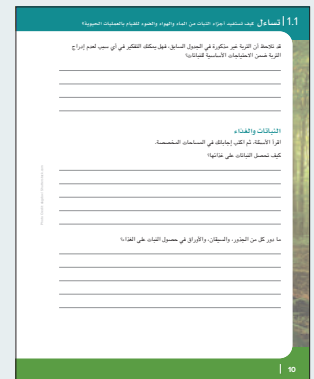 1.1 | تساءل كيف تستفيد أجزاء النبات من الماء والهواء والضوء للقيام بالعمليات الحيوية؟
قد تلاحظ أن التربة غير مذكورة في الجدول السابق، فهل يمكنك التفكير في أي سبب لعدم إدراج
التربة ضمن الاحتياجات الأساسية للنباتات؟
النباتات والغذاء
اقرأ الأسئلة، ثم اكتب إجاباتك في المساحات المخصصة.
كيف تحصل النباتات على غذائها؟
ما دور كل من الجذور، والسيقان، والأوراق في حصول النبات على الغذاء؟
10